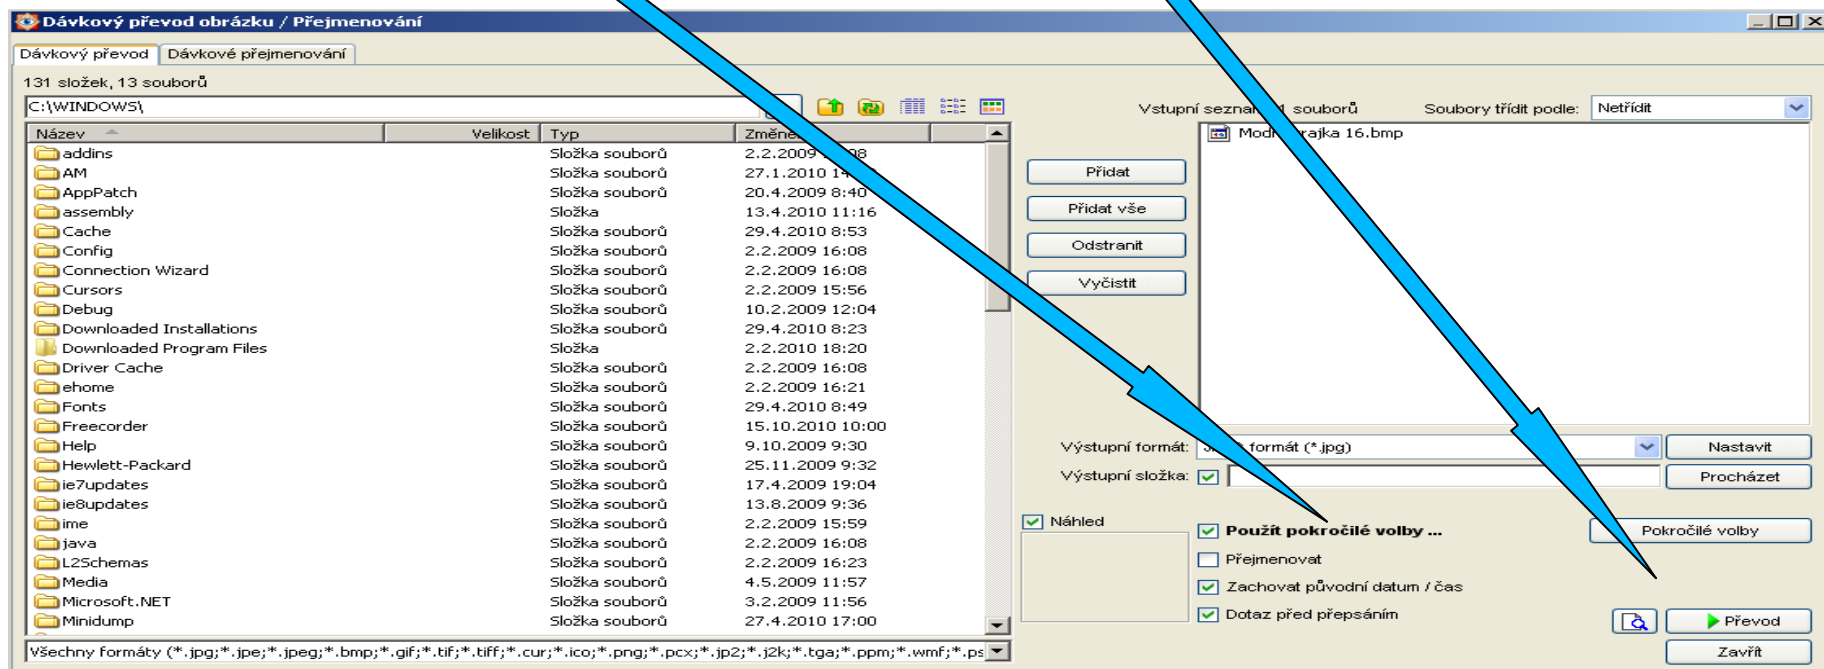 Dávkový převod obrázku / Přejmenování
Dávkový převod Dávkové přejmenování
131 složek, 13 souborů
C:\WINDOWS\
Název Velikost Typ
addins Složka souborů 2.2.2009
AM Složka souborů 27.1.2010
AppPatch Složka souborů 20.4.2009 8:40
assembly Složka 13.4.2010 11:16
Cache Složka souborů 29.4.2010 8:53
Config Složka souborů 2.2.2009 16:08
Connection Wizard Složka souborů 2.2.2009 16:08
Cursors Složka souborů 2.2.2009 15:56
Debug Složka souborů 10.2.2009 12:04
Downloaded Installations Složka souborů 29.4.2010 8:23
Downloaded Program Files Složka 2.2.2010 18:20
Driver Cache Složka souborů 2.2.2009 16:08
ehome Složka souborů 2.2.2009 16:21
Fonts Složka souborů 29.4.2010 8:49
Freecorder Složka souborů 15.10.2010 10:00
Help Složka souborů 9.10.2009 9:30
Hewlett-Packard Složka souborů 25.11.2009 9:32
ie7updates Složka souborů 17.4.2009 19:04
ie8updates Složka souborů 13.8.2009 9:36
ime Složka souborů 2.2.2009 15:59
java Složka souborů 2.2.2009 16:08
L2Schemas Složka souborů 2.2.2009 16:23
Media Složka souborů 4.5.2009 11:57
Microsoft.NET Složka souborů 3.2.2009 11:56
Minidump Složka souborů 27.4.2010 17:00
Všechny formáty (*.jpg;*.jpe;*.jpeg;*.bmp;*.gif;*.tif;*.tiff;*.cur;*.ico;*.png;*.pcx;*.jp2;*.j2k;*.tga;*.ppm;*.wmf;*.ps
Přidat
Přidat vše
Odstranit
Vyčistit
Vstupní souborů Soubory třídit podle: Netřídit
16.bmp
Výstupní formát: formát (*.jpg) Nastavit
Výstupní složka: Procházet
Náhled
Použít pokročilé volby ... Pokročilé volby
Přejmenovat
Zachovat původní datum / čas
Dotaz před přepsáním
Převod
Zavřít